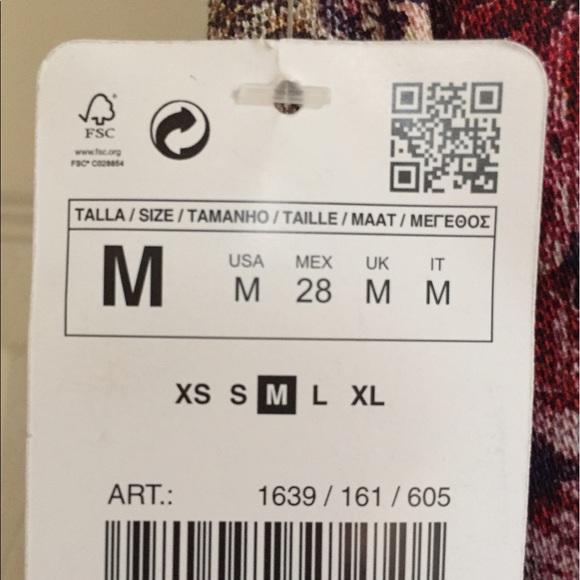 FSC
www.fsc.org
FSC® C028854
TALLA / SIZE / TAMANHO / TAILLE / MAAT / ΜΕΓΕΘΟΣ
M
USA MEX UK IT
M 28 M M
XS S M L XL
ART.: 1639 / 161 / 605